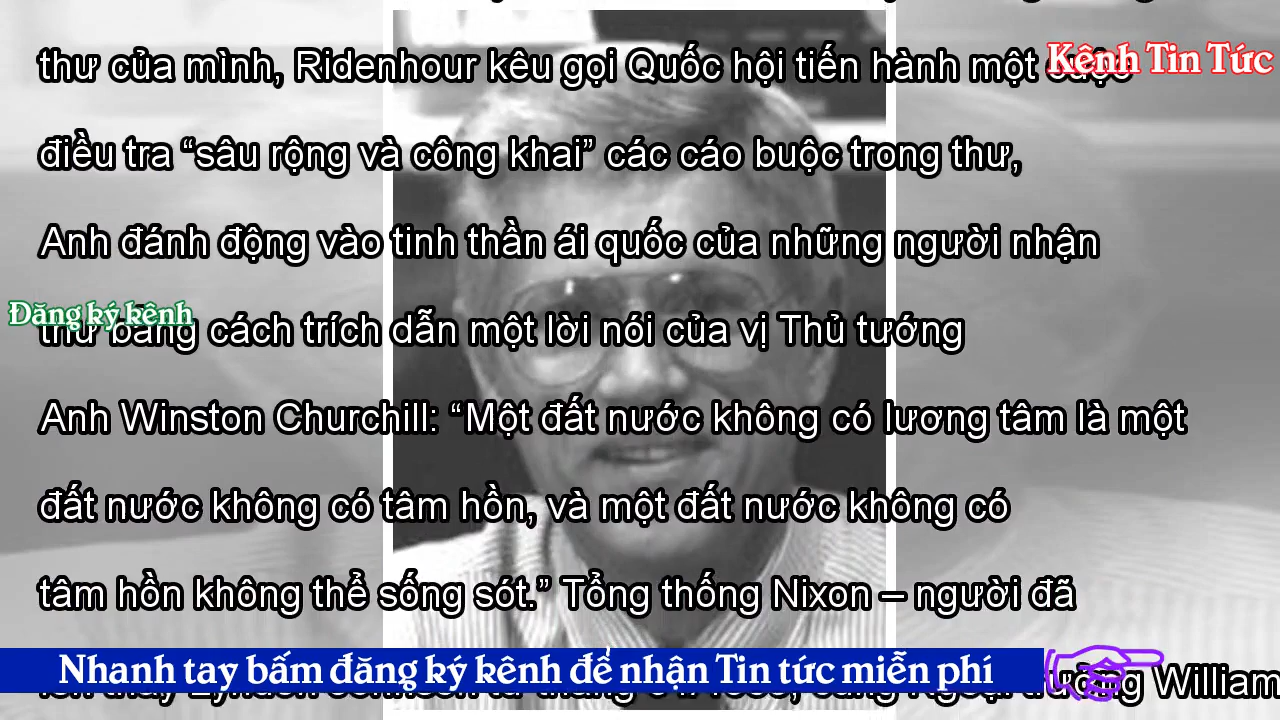 thư của mình, Ridenhour kêu gọi Quốc hội tiến hành một
Kênh Tin Tức
điều tra “sâu rộng và công khai” các cáo buộc trong thư,
Anh đánh động vào tinh thần ái quốc của những người nhận
Đăng ký kênh
thư bằng cách trích dẫn một lời nói của vị Thủ tướng
Anh Winston Churchill: “Một đất nước không có lương tâm là một
đất nước không có tâm hồn, và một đất nước không có
tâm hồn không thể sống sót.” Tổng thống Nixon – người đã
Nhanh tay bấm đăng ký kênh để nhận Tin tức miễn phí
William